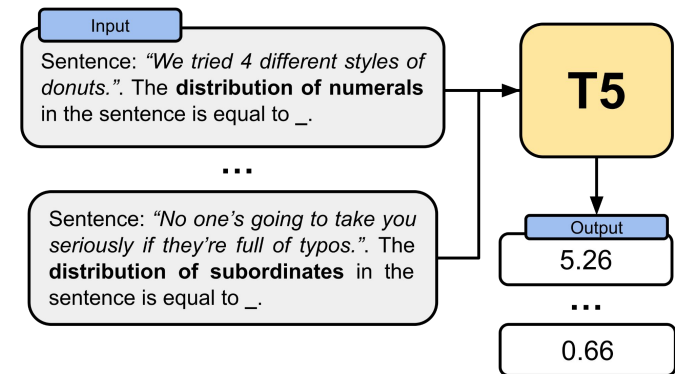 Input
Sentence: "We tried 4 different styles of
donuts.". The distribution of numerals
in the sentence is equal to _.
...
Sentence: "No one's going to take you
seriously if they're full of typos.". The
distribution of subordinates in the
sentence is equal to _.
T5
Output
5.26
...
0.66